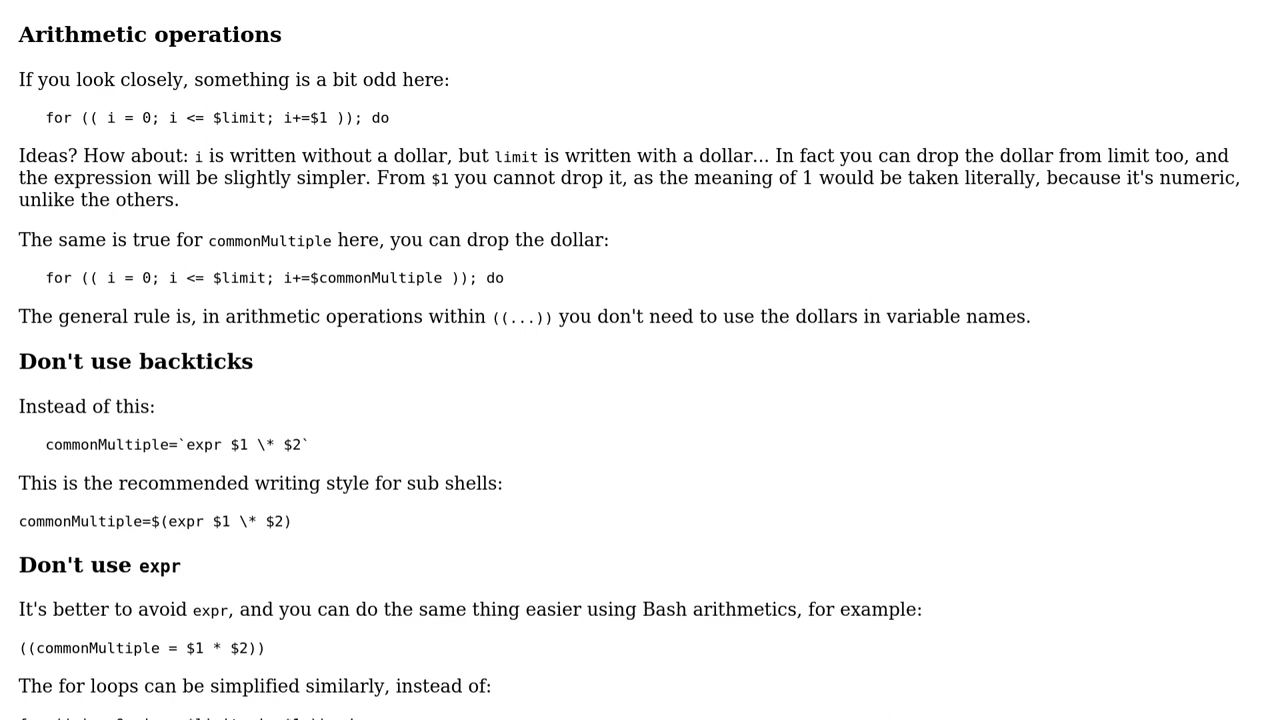 Arithmetic operations
If you look closely, something is a bit odd here:
for (( i = 0; i <= $limit; i+=$1 )); do
Ideas? How about: i is written without a dollar, but limit is written with a dollar... In fact you can drop the dollar from limit too, and
the expression will be slightly simpler. From $1 you cannot drop it, as the meaning of 1 would be taken literally, because it's numeric,
unlike the others.
The same is true for commonMultiple here, you can drop the dollar:
for (( i = 0; i <= $limit; i+=$commonMultiple )); do
The general rule is, in arithmetic operations within ((...)) you don't need to use the dollars in variable names.
Don't use backticks
Instead of this:
commonMultiple=`expr $1 \* $2`
This is the recommended writing style for sub shells:
commonMultiple=$(expr $1 \* $2)
Don't use expr
It's better to avoid expr, and you can do the same thing easier using Bash arithmetics, for example:
((commonMultiple = $1 * $2))
The for loops can be simplified similarly, instead of: